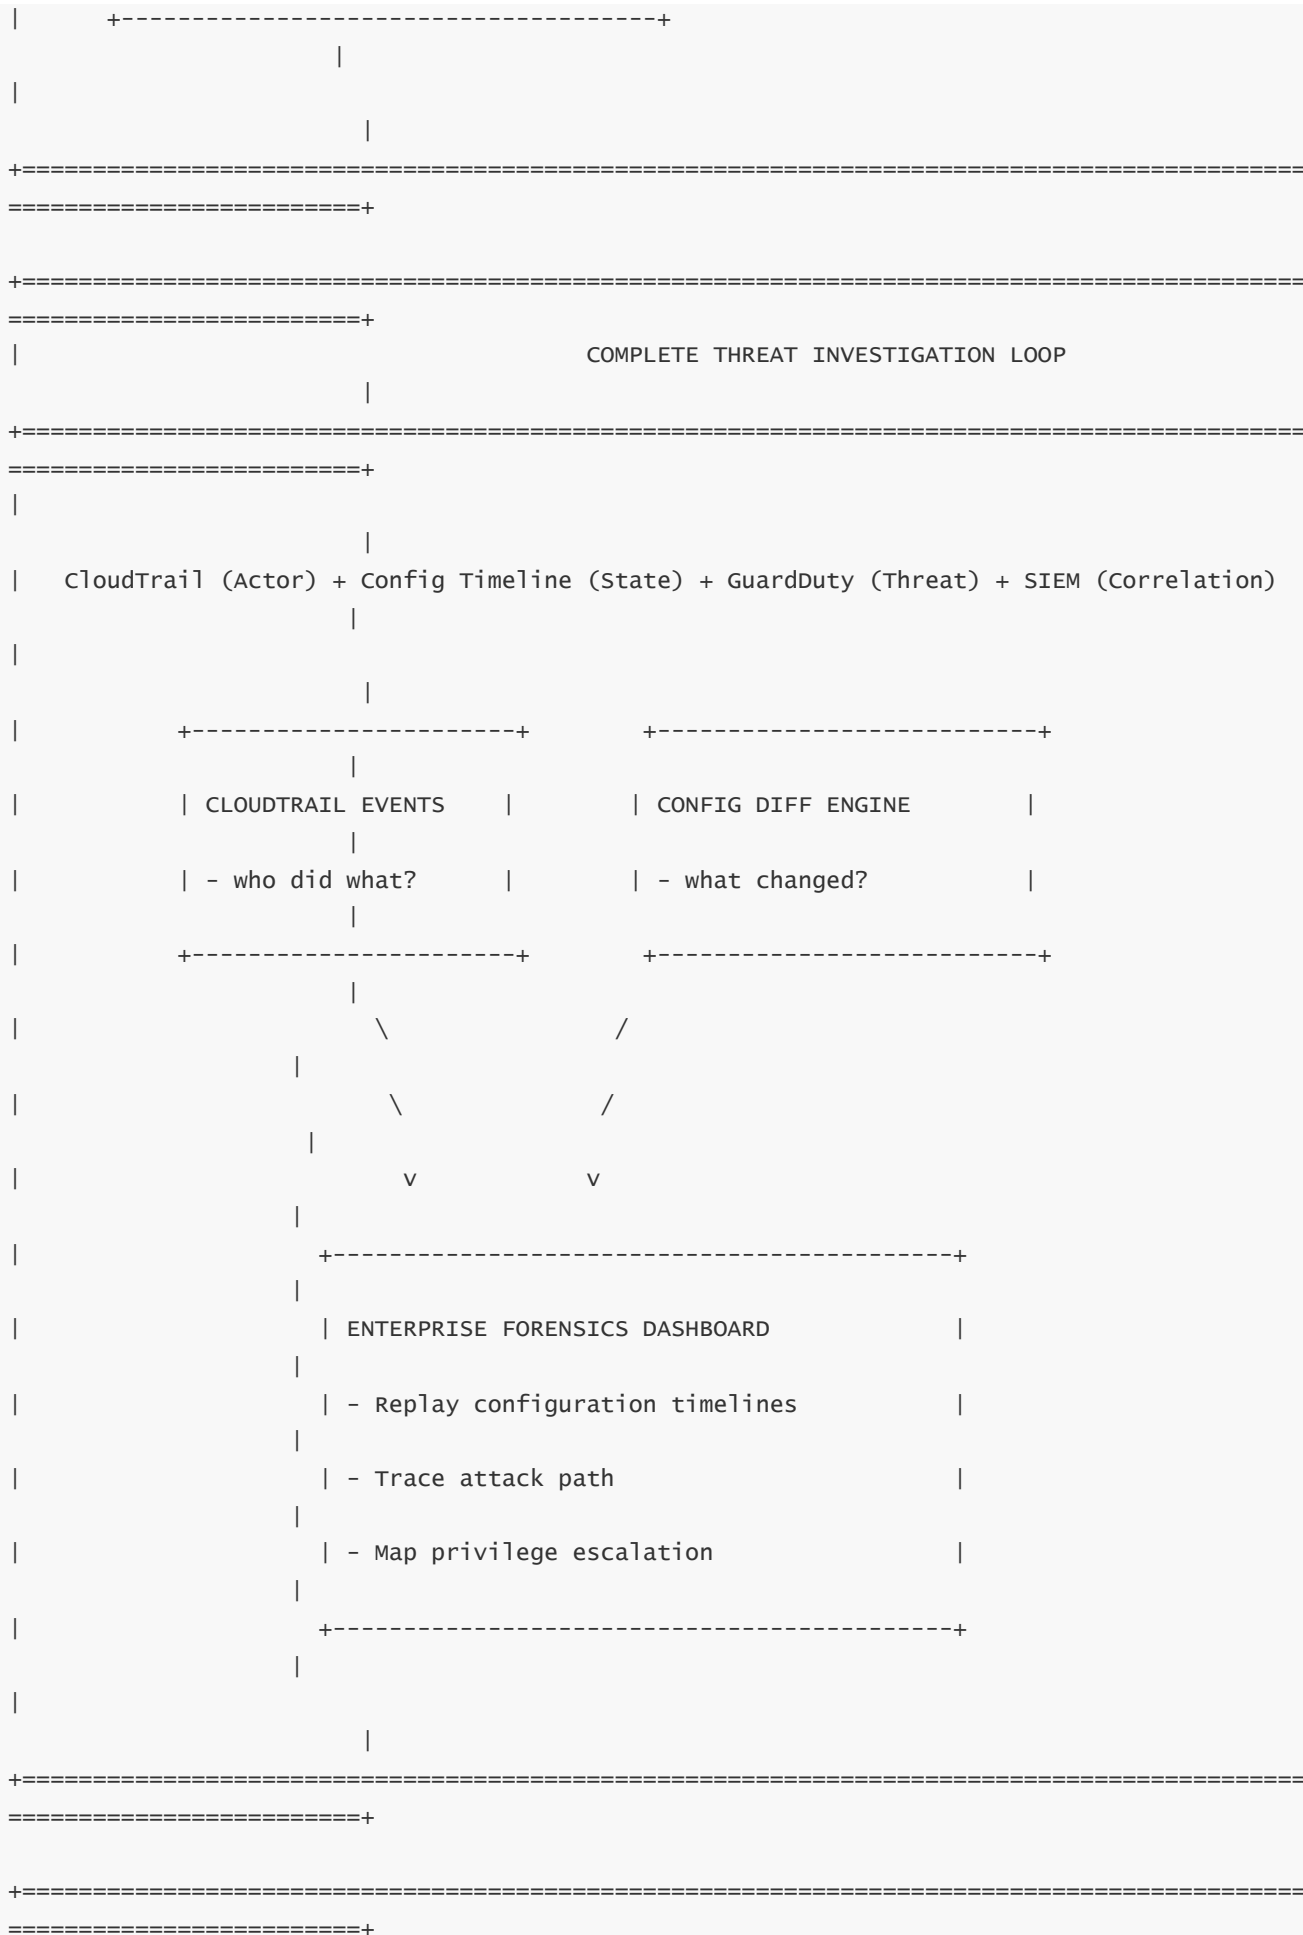 |      +--------------------------------------+
                       |
|
                         |
+===========================================================================================
=========================+

+===========================================================================================
=========================+
|                                        COMPLETE THREAT INVESTIGATION LOOP
                         |
+===========================================================================================
=========================+
|
                         |
|   CloudTrail (Actor) + Config Timeline (State) + GuardDuty (Threat) + SIEM (Correlation)
                        |
|
                         |
|           +-----------------------+        +---------------------------+
                        |
|           | CLOUDTRAIL EVENTS    |        | CONFIG DIFF ENGINE        |
                        |
|           | - who did what?      |        | - what changed?           |
                        |
|           +-----------------------+        +---------------------------+
                        |
|                         \                /
                    |
|                          \              /
                     |
|                           v            v
                    |
|                     +--------------------------------------------+
                    |
|                     | ENTERPRISE FORENSICS DASHBOARD             |
                    |
|                     | - Replay configuration timelines           |
                    |
|                     | - Trace attack path                        |
                    |
|                     | - Map privilege escalation                 |
                    |
|                     +--------------------------------------------+
                    |
|
                         |
+===========================================================================================
=========================+

+===========================================================================================
=========================+